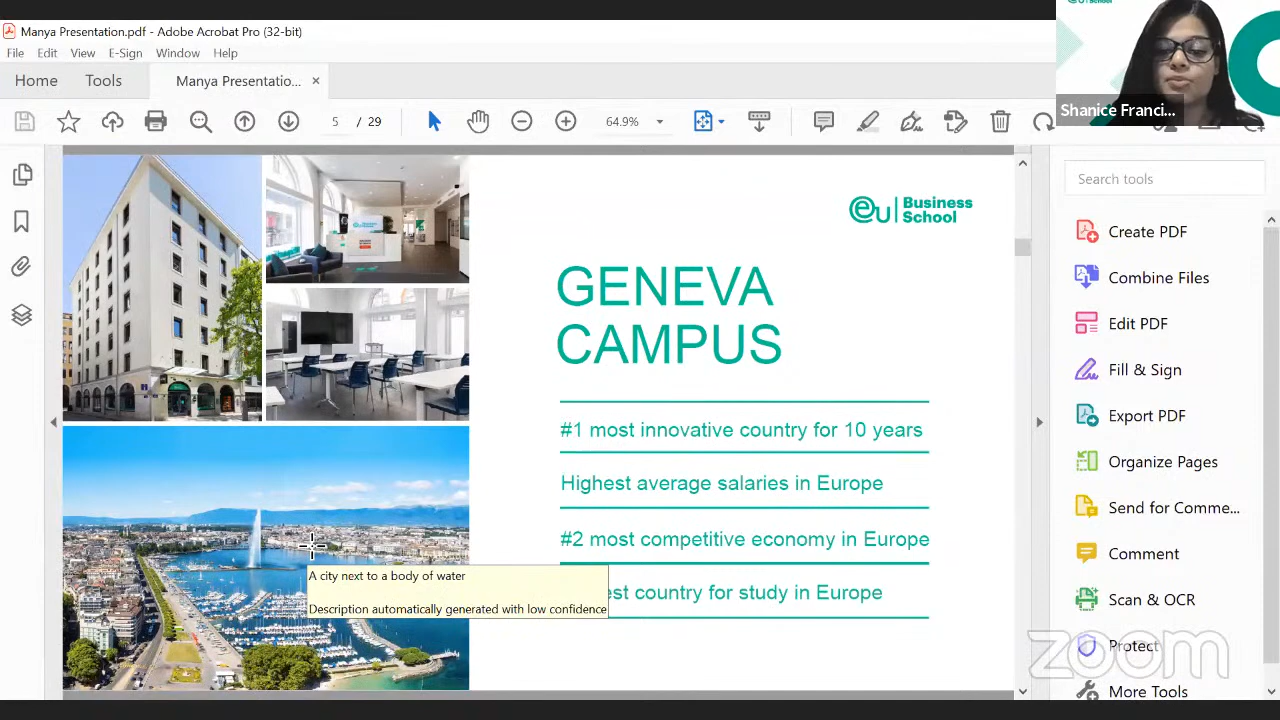 Manya Presentation.pdf - Adobe Acrobat Pro (32-bit)
File Edit View E-Sign Window Help
Home Tools Manya Presentatio... ×
5 /
64.9%
School
Shanice Franci...
Search tools
Create PDF
Combine Files
Edit PDF
Fill & Sign
Export PDF
Organize Pages
Send for Comme...
Comment
Scan & OCR
Protect
More Tools
eu Business
School
GENEVA
CAMPUS
#1 most innovative country for 10 years
Highest average salaries in Europe
#2 most competitive economy in Europe
country for study in Europe
A city next to a body of water
Description automatically generated with low confidence
zoom